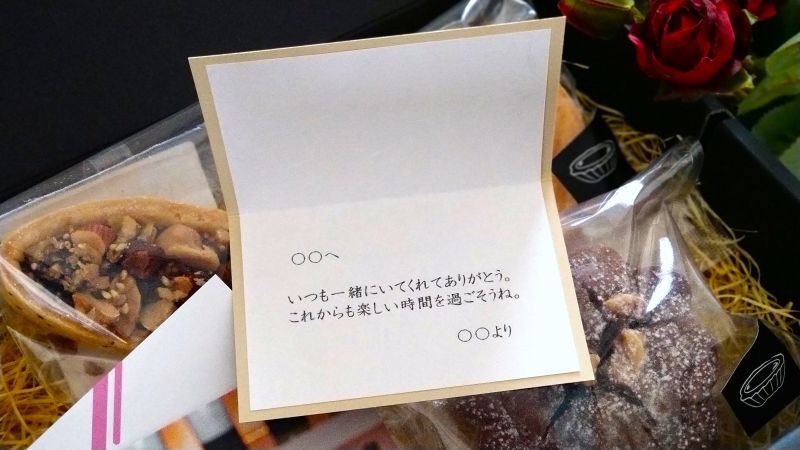 ○○へ
いつも一緒にいてくれてありがとう。
これからも楽しい時間を過ごそうね。
○○より